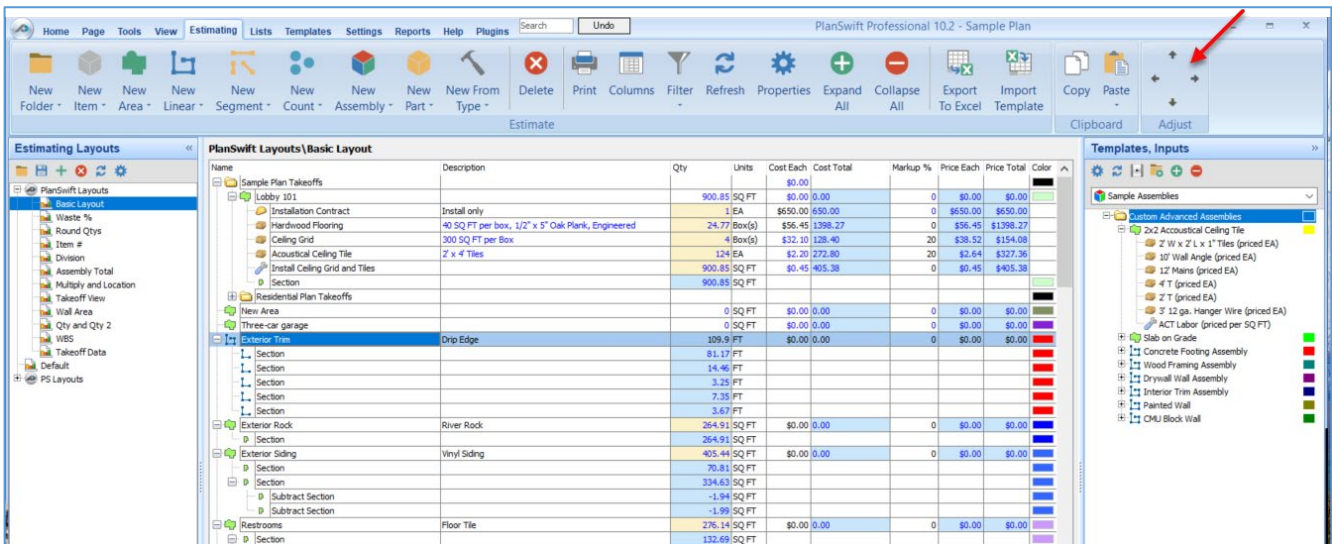 Home Page Tools View Estimating Lists Templates Settings Reports Help Plugins Search Undo PlanSwift Professional 10.2 - Sample Plan
New Folder New Item New Area New Linear New Segment New Count New Assembly New Part New From Type Delete Print Columns Filter Refresh Properties Expand All Collapse All Export To Excel Import Template Copy Paste
Estimate Clipboard Adjust
Estimating Layouts
PlanSwift Layouts
Basic Layout
Waste %
Round Qtys
Item #
Division
Assembly Total
Multiply and Location
Takeoff View
Wall Area
Qty and Qty 2
WBS
Takeoff Data
Default
PS Layouts
PlanSwift Layouts\Basic Layout
Name Description Qty Units Cost Each Cost Total Markup % Price Each Price Total Color
Sample Plan Takeoffs $0.00
Lobby 101 900.85 SQ FT $0.00 0.00 0 $0.00 $0.00
Installation Contract Install only 1 EA $650.00 650.00 0 $650.00 $650.00
Hardwood Flooring 40 SQ FT per box, 1/2" x 5" Oak Plank, Engineered 24.77 Box(s) $56.45 1398.27 0 $56.45 $1398.27
Ceiling Grid 300 SQ FT per Box 4 Box(s) $32.10 128.40 20 $38.52 $154.08
Acoustical Ceiling Tile 2' x 4' Tiles 124 EA $2.20 272.80 20 $2.64 $327.36
Install Ceiling Grid and Tiles 900.85 SQ FT $0.45 405.38 0 $0.45 $405.38
Section 900.85 SQ FT
Residential Plan Takeoffs
New Area 0 SQ FT $0.00 0.00 0 $0.00 $0.00
Three-car garage 0 SQ FT $0.00 0.00 0 $0.00 $0.00
Exterior Trim Drip Edge 109.9 FT $0.00 0.00 0 $0.00 $0.00
Section 81.17 FT
Section 14.46 FT
Section 3.25 FT
Section 7.35 FT
Section 3.67 FT
Exterior Rock River Rock 264.91 SQ FT $0.00 0.00 0 $0.00 $0.00
Section 264.91 SQ FT
Exterior Siding Vinyl Siding 405.44 SQ FT $0.00 0.00 0 $0.00 $0.00
Section 70.81 SQ FT
Section 334.63 SQ FT
Subtract Section -1.94 SQ FT
Subtract Section -1.99 SQ FT
Restrooms Floor Tile 276.14 SQ FT $0.00 0.00 0 $0.00 $0.00
Section 132.69 SQ FT
Templates, Inputs
Sample Assemblies
Custom Advanced Assemblies
2x2 Accoustical Ceiling Tile
2' W x 2' L x 1" Tiles (priced EA)
10' Wall Angle (priced EA)
12' Mains (priced EA)
4' T (priced EA)
2' T (priced EA)
3' 12 ga. Hanger Wire (priced EA)
ACT Labor (priced per SQ FT)
Slab on Grade
Concrete Footing Assembly
Wood Framing Assembly
Drywall Wall Assembly
Interior Trim Assembly
Painted Wall
CMU Block Wall